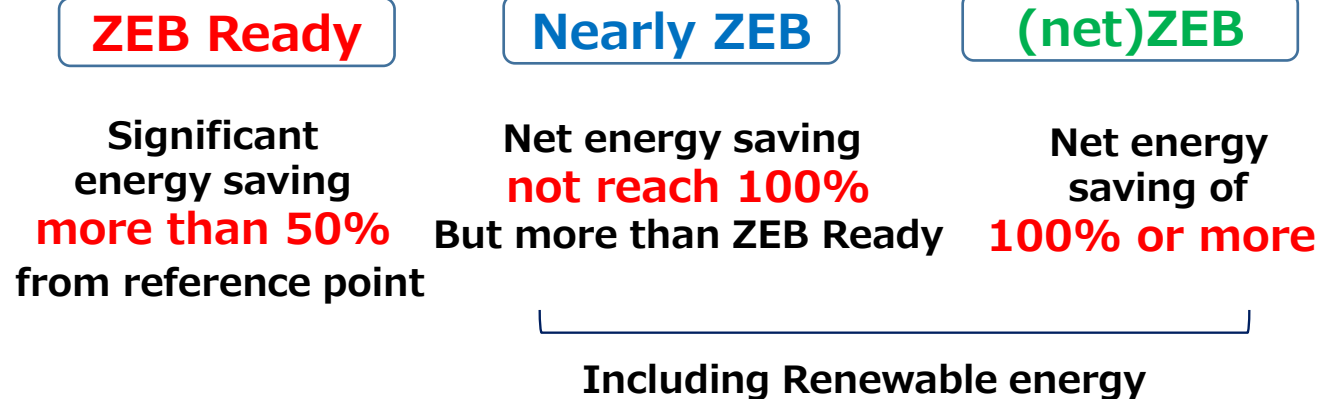 ZEB Ready
Significant
energy saving
more than 50%
from reference point
Nearly ZEB
Net energy saving
not reach 100%
But more than ZEB Ready
(net)ZEB
Net energy
saving of
100% or more
Including Renewable energy